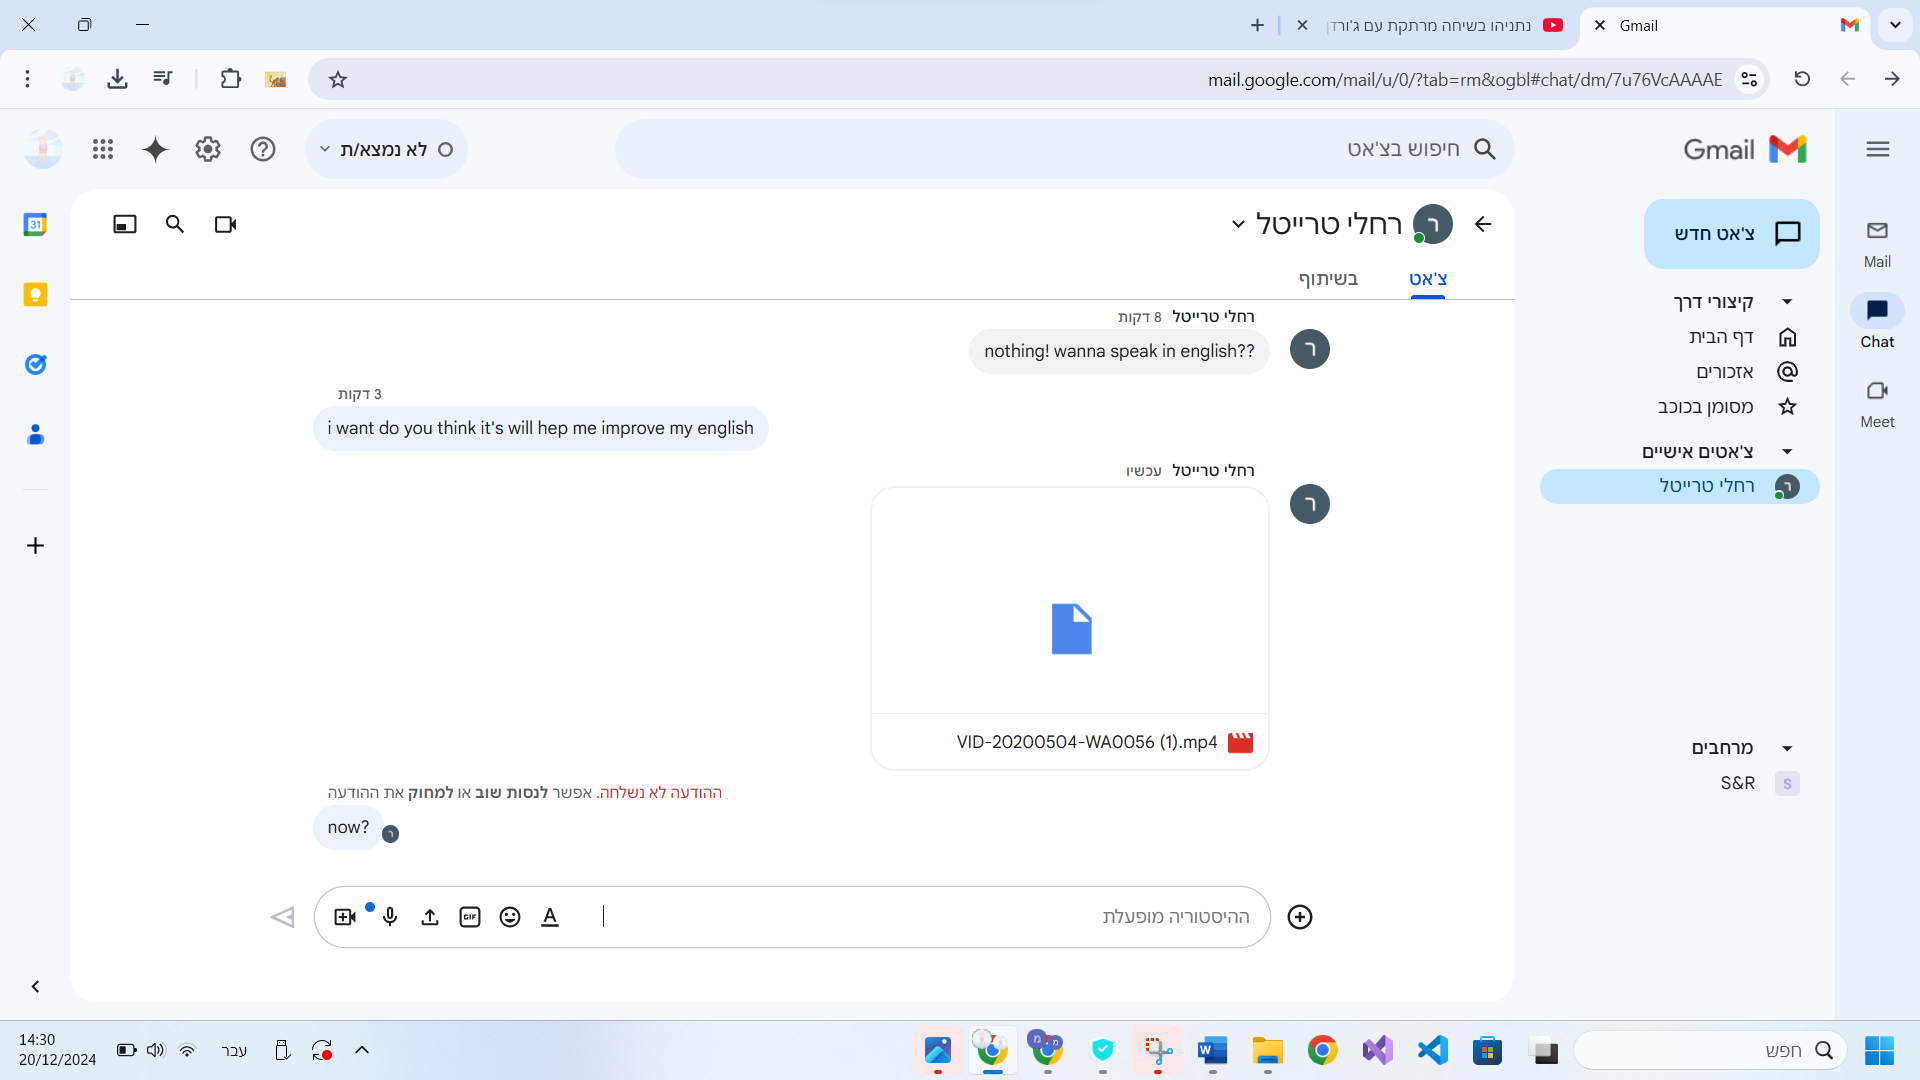 נתניהו בשיחה מרתקת עם ג'ורדן
Gmail
mail.google.com/mail/u/0/?tab=rm&ogbl#chat/dm/7u76VcAAAAE
Gmail
חיפוש בצ'אט
לא נמצא/ת
צ'אט חדש
Mail
Chat
Meet
קיצורי דרך
דף הבית
אזכורים
מסומן בכוכב
צ'אטים אישיים
ר
רחלי טרייטל
מרחבים
S
S&R
31
ר
רחלי טרייטל
צ'אט
בשיתוף
רחלי טרייטל 8 דקות
ר
nothing! wanna speak in english??
3 דקות
i want do you think it's will hep me improve my english
רחלי טרייטל עכשיו
ר
VID-20200504-WA0056 (1).mp4
ההודעה לא נשלחה. אפשר לנסות שוב או למחוק את ההודעה
now?
ר
ההיסטוריה מופעלת
GIF
A
חפש
W
מ
מ
עבר
14:30
20/12/2024